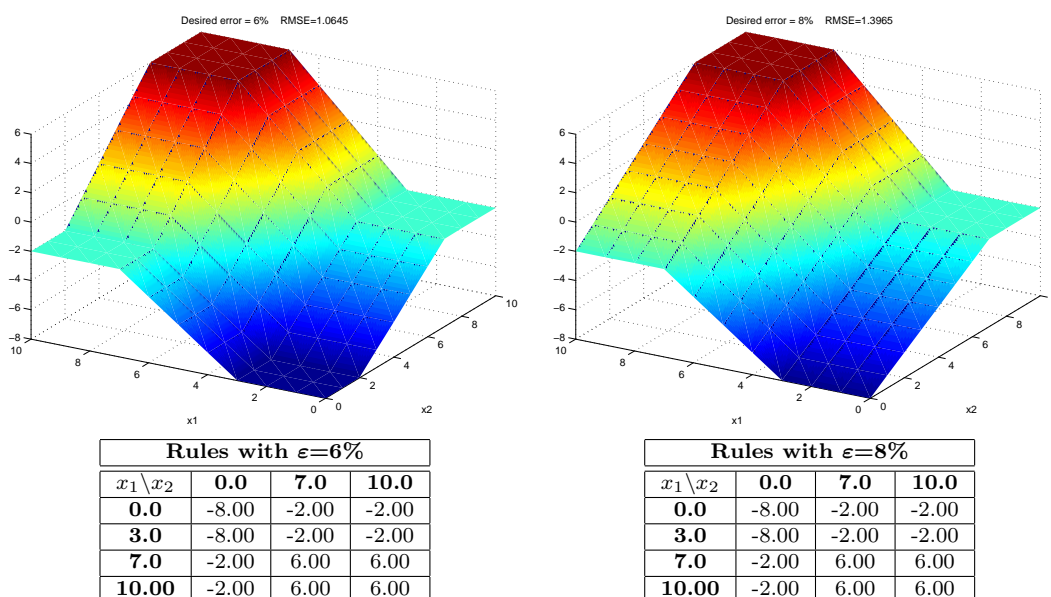 Desired error = 6% RMSE=1.0645
6
4
2
0
−2
−4
−6
−8
10
8
6
4
2
0
x1
0
2
4
6
8
10
x2
Desired error = 8% RMSE=1.3965
6
4
2
0
−2
−4
−6
−8
10
8
6
4
2
0
x1
0
2
4
6
8
x2
Rules with ε=6%
x1\x2 0.0 7.0 10.0
0.0 -8.00 -2.00 -2.00
3.0 -8.00 -2.00 -2.00
7.0 -2.00 6.00 6.00
10.00 -2.00 6.00 6.00
Rules with ε=8%
x1\x2 0.0 7.0 10.0
0.0 -8.00 -2.00 -2.00
3.0 -8.00 -2.00 -2.00
7.0 -2.00 6.00 6.00
10.00 -2.00 6.00 6.00